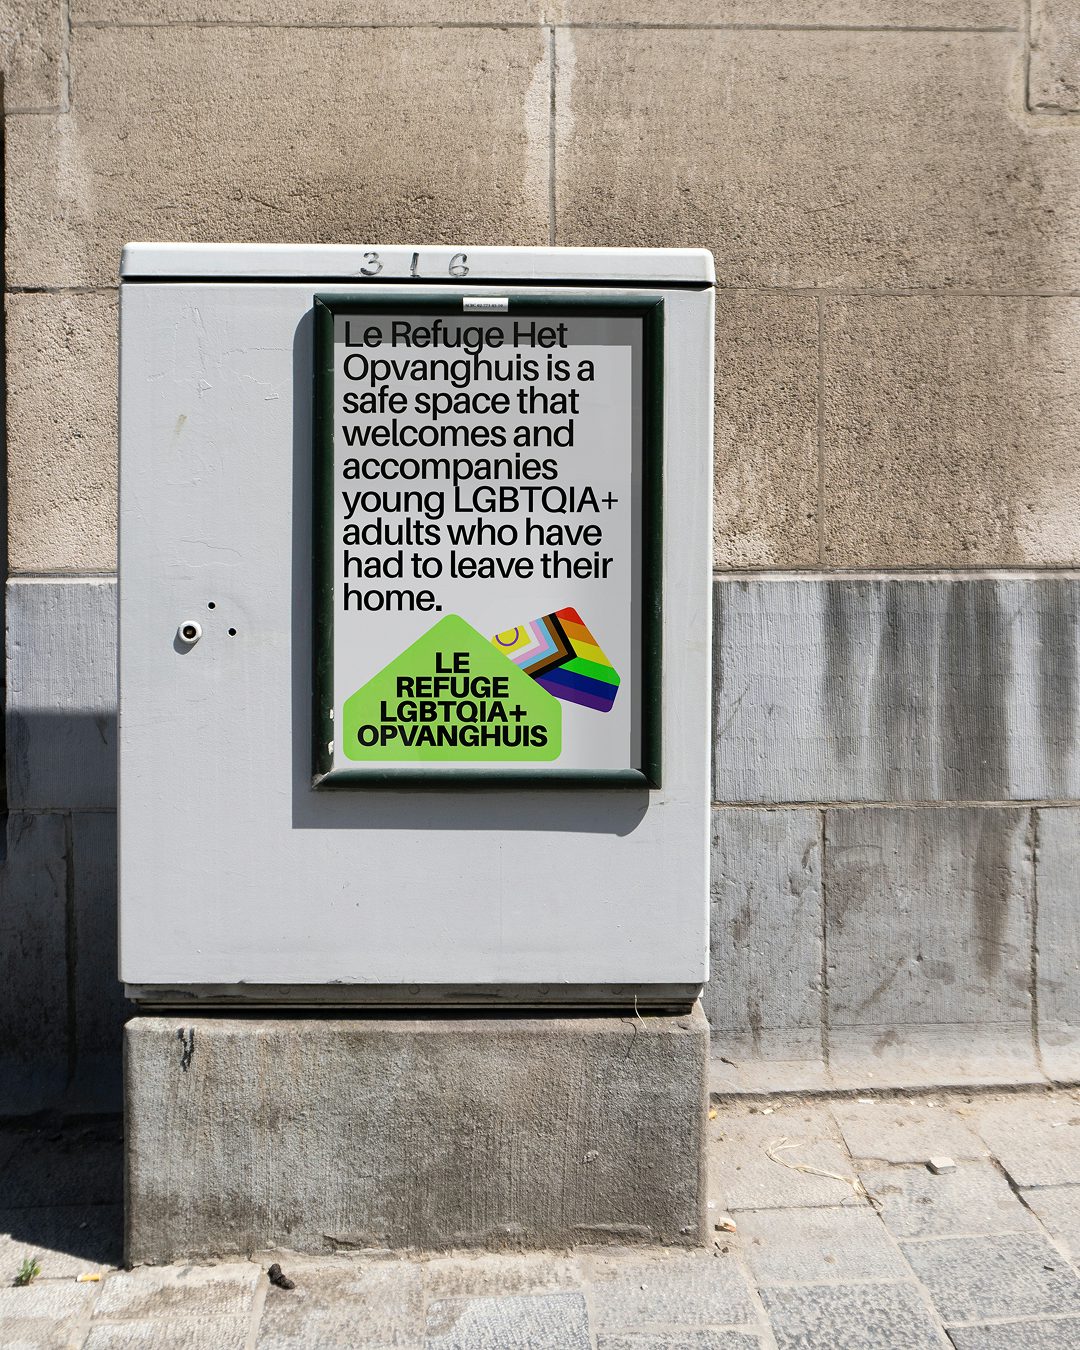 3 1 6
Le Refuge Het
Opvanghuis is a
safe space that
welcomes and
accompanies
young LGBTQIA+
adults who have
had to leave their
home.
LE
REFUGE
LGBTQIA+
OPVANGHUIS